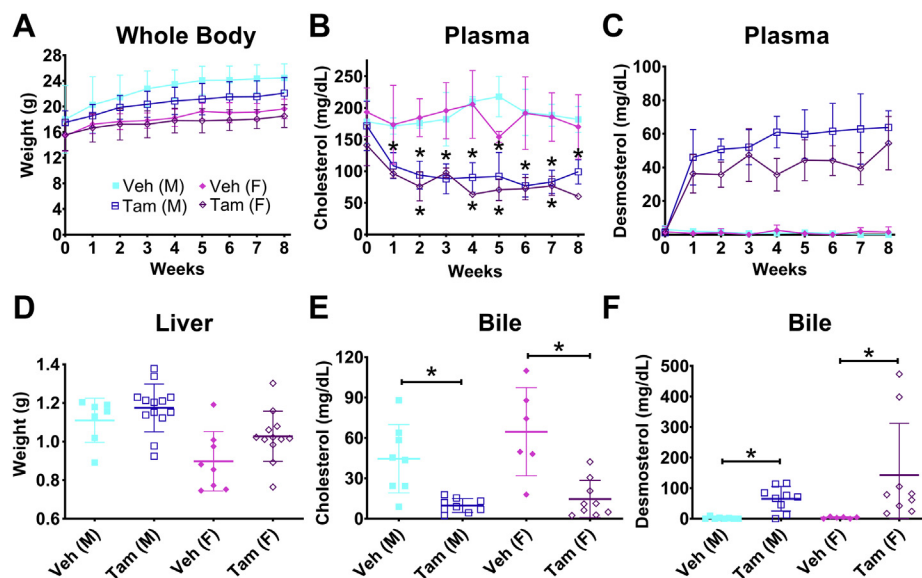 A Whole Body
Weight (g)
28
24
20
16
12
8
4
0
Veh (M) Veh (F)
Tam (M) Tam (F)
0 1 2 3 4 5 6 7 8
Weeks
B Plasma
Cholesterol (mg/dL)
250
200
150
100
50
0
* * * * * * * *
* * * *
0 1 2 3 4 5 6 7 8
Weeks
C Plasma
Desmosterol (mg/dL)
100
80
60
40
20
0
0 1 2 3 4 5 6 7 8
Weeks
D Liver
Weight (g)
1.4
1.2
1.0
0.8
0.6
Veh (M) Tam (M) Veh (F) Tam (F)
E Bile
Cholesterol (mg/dL)
120
90
60
30
0
* *
Veh (M) Tam (M) Veh (F) Tam (F)
F Bile
Desmosterol (mg/dL)
500
400
300
200
100
0
* *
Veh (M) Tam (M) Veh (F) Tam (F)